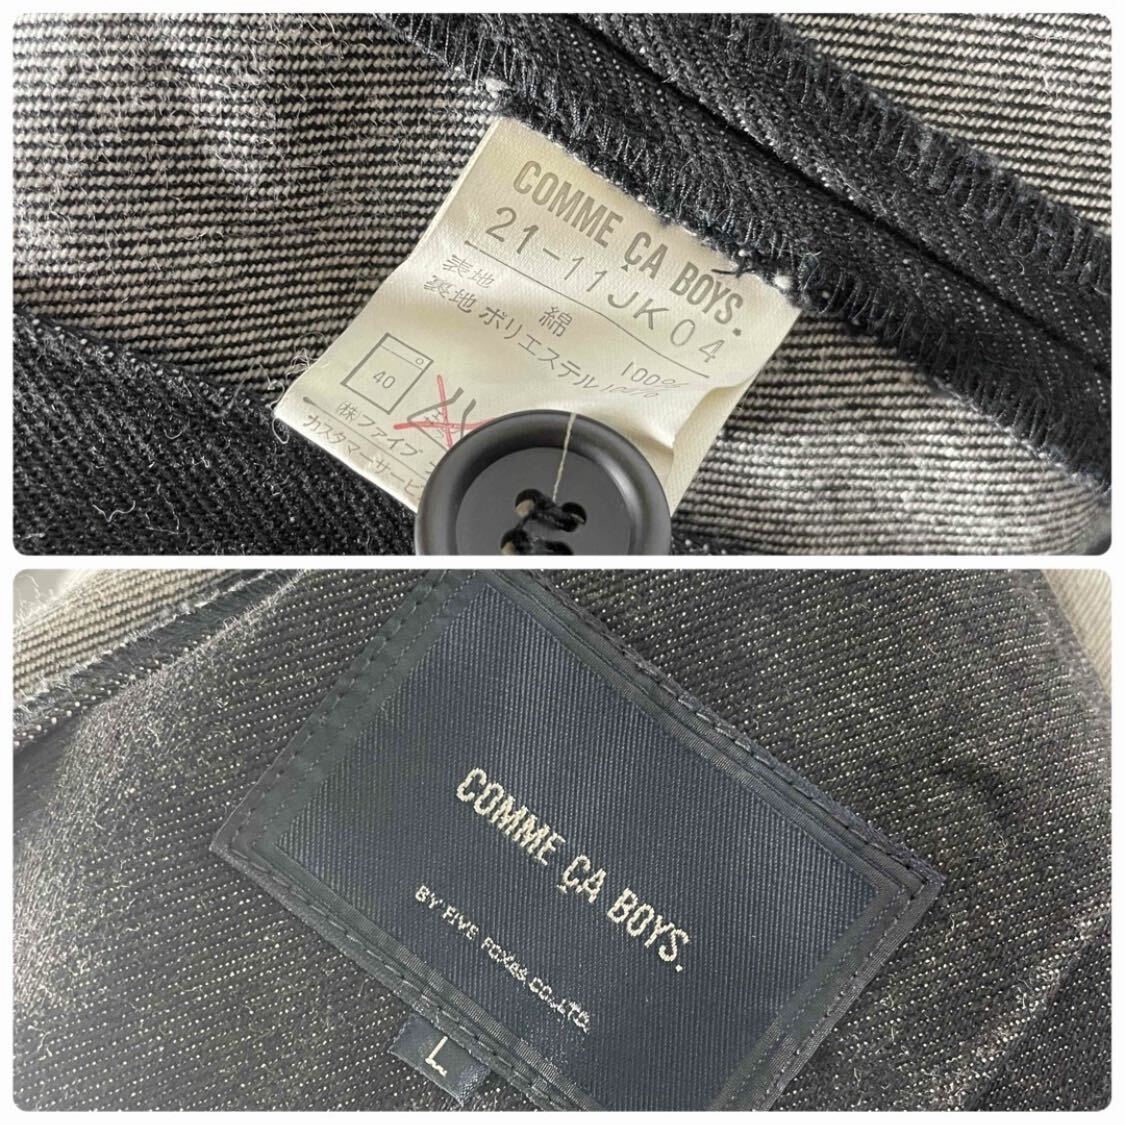 COMME ÇA BOYS.
21-11JK04
表地 綿 100%
裏地 ポリエステル 100%
40
(株)ファイブ
カスタマーサービ
COMME ÇA BOYS.
BY FIVE FOXES CO.,LTD.
L